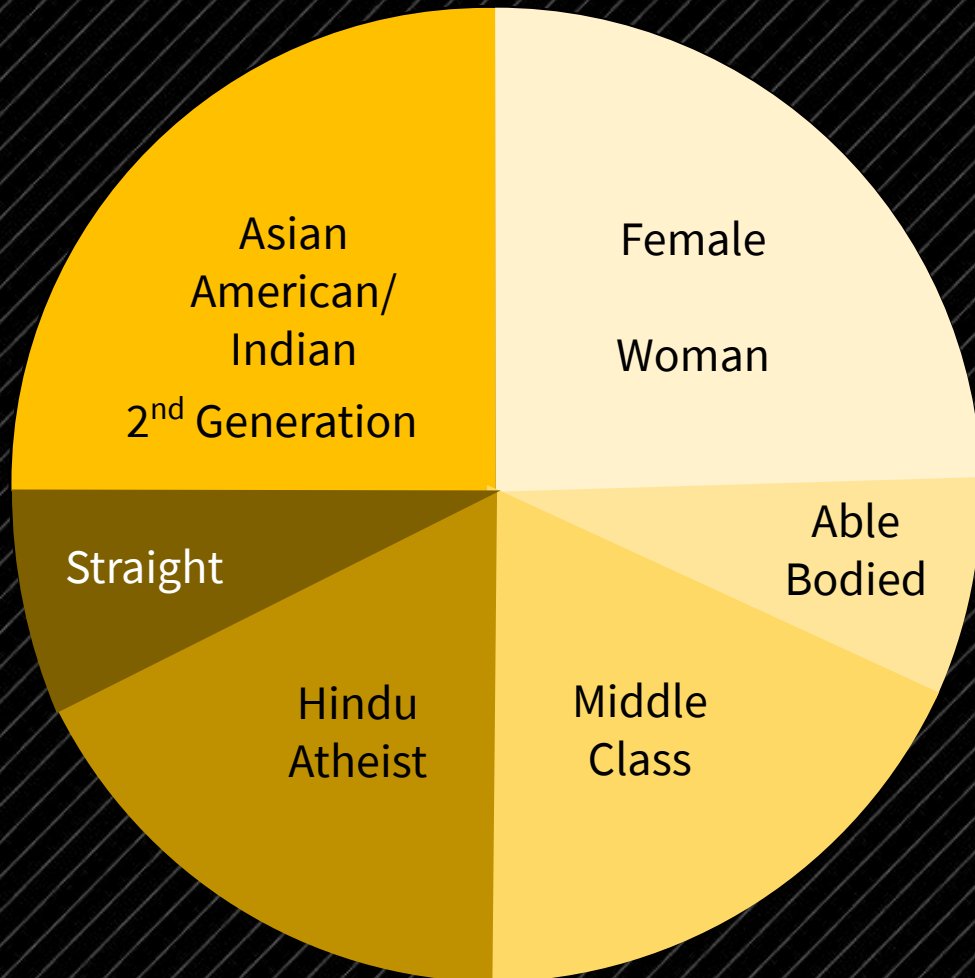 Asian
American/
Indian
2nd Generation
Female
Woman
Able
Bodied
Straight
Hindu
Atheist
Middle
Class